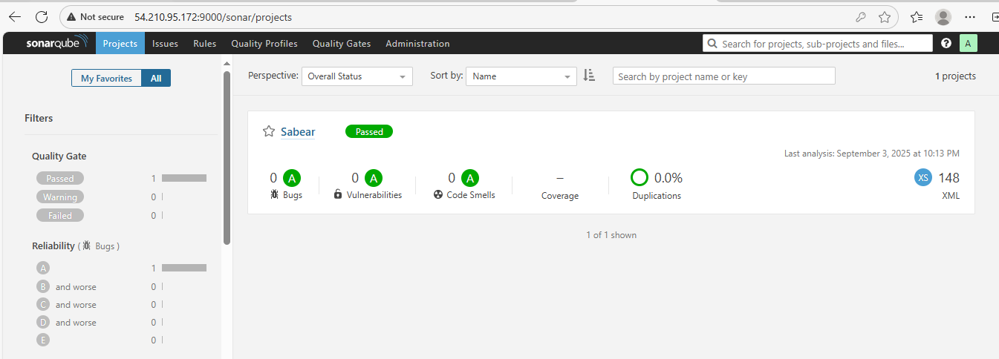 Not secure 54.210.95.172:9000/sonar/projects
sonarqube Projects Issues Rules Quality Profiles Quality Gates Administration Search for projects, sub-projects and files... ? A
My Favorites All
Perspective: Overall Status Sort by: Name Search by project name or key 1 projects
Filters
Quality Gate
Passed 1
Warning 0
Failed 0
Reliability ( Bugs )
A 1
B and worse 0
C and worse 0
D and worse 0
E 0
Sabear Passed
Last analysis: September 3, 2025 at 10:13 PM
0 A 0 A 0 A – 0.0% XS 148
Bugs Vulnerabilities Code Smells Coverage Duplications XML
1 of 1 shown